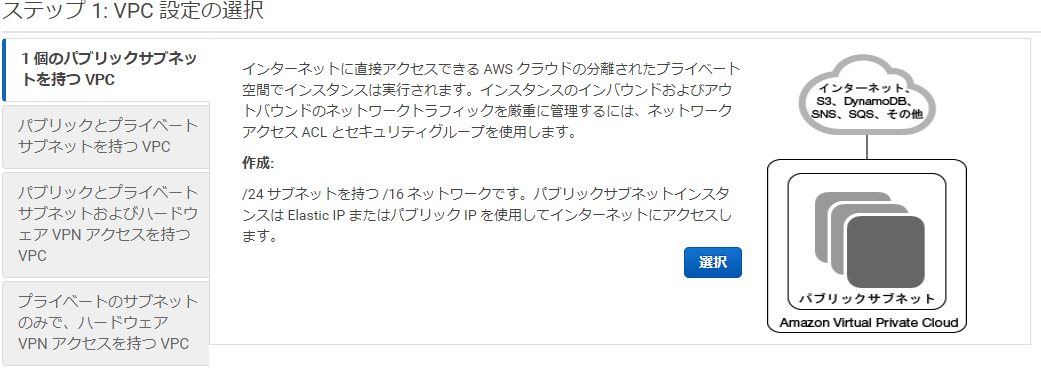 ステップ 1: VPC 設定の選択
1 個のパブリックサブネッ
トを持つ VPC
パブリックとプライベート
サブネットを持つ VPC
パブリックとプライベート
サブネットおよびハードウ
ェア VPN アクセスを持つ
VPC
プライベートのサブネット
のみで、ハードウェア
VPN アクセスを持つ VPC
インターネットに直接アクセスできる AWS クラウドの分離されたプライベート
空間でインスタンスは実行されます。インスタンスのインバウンドおよびアウ
トバウンドのネットワークトラフィックを厳重に管理するには、ネットワーク
アクセス ACL とセキュリティグループを使用します。
作成:
/24 サブネットを持つ /16 ネットワークです。パブリックサブネットインスタ
ンスは Elastic IP またはパブリック IP を使用してインターネットにアクセスし
ます。
選択
インターネット、
S3、DynamoDB、
SNS、SQS、その他
パブリックサブネット
Amazon Virtual Private Cloud